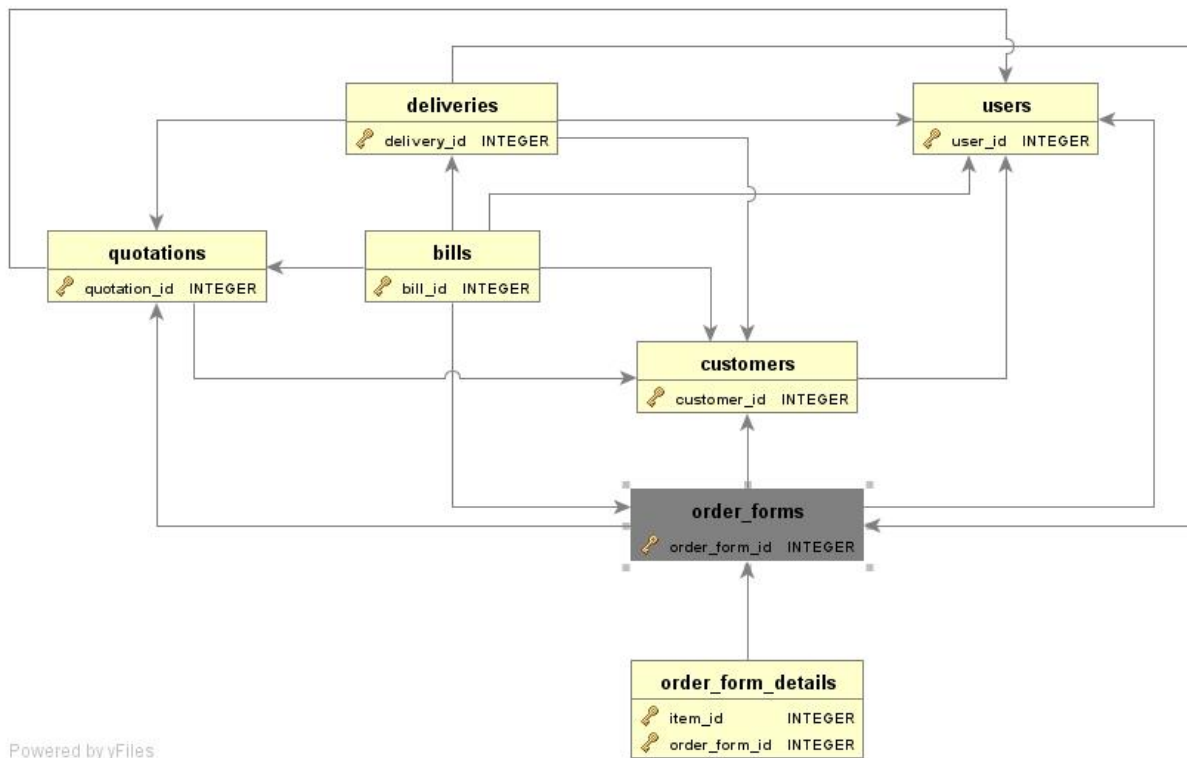 deliveries
delivery_id INTEGER
users
user_id INTEGER
quotations
quotation_id INTEGER
bills
bill_id INTEGER
customers
customer_id INTEGER
order_forms
order_form_id INTEGER
order_form_details
item_id INTEGER
order_form_id INTEGER
Powered by yFiles